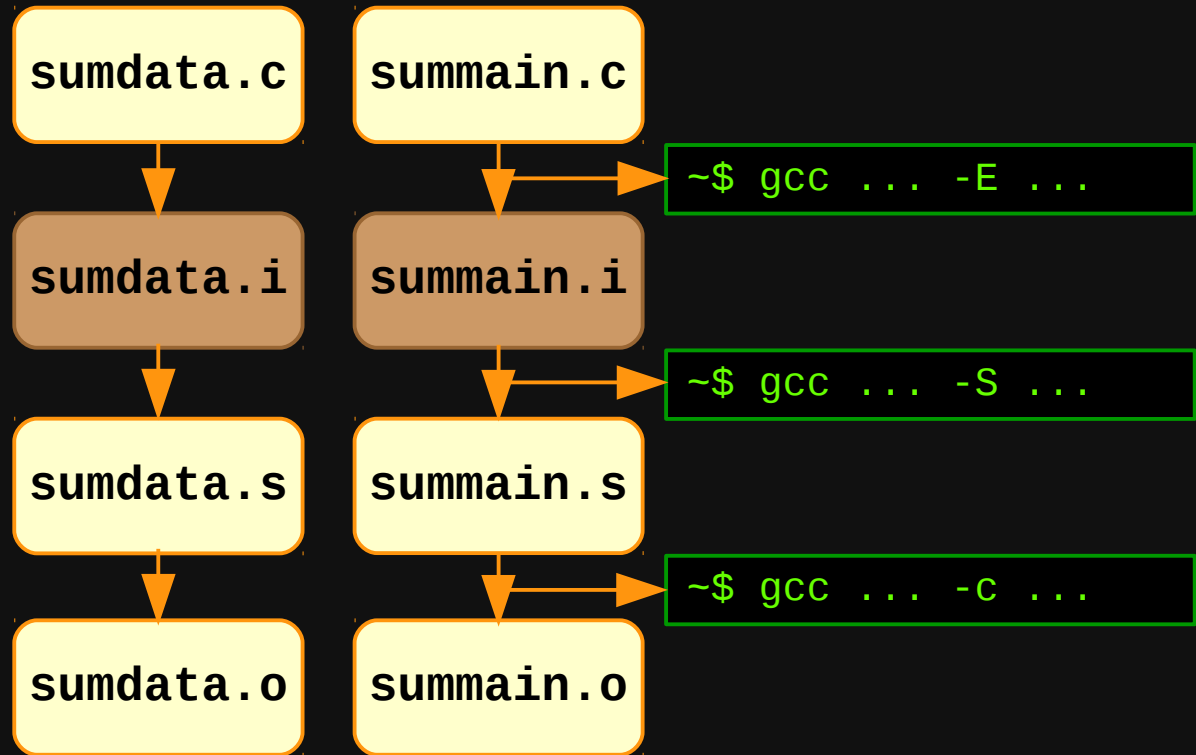 sumdata.c
summain.c
~$ gcc ... -E ...
sumdata.i
summain.i
~$ gcc ... -S ...
sumdata.s
summain.s
~$ gcc ... -c ...
sumdata.o
summain.o